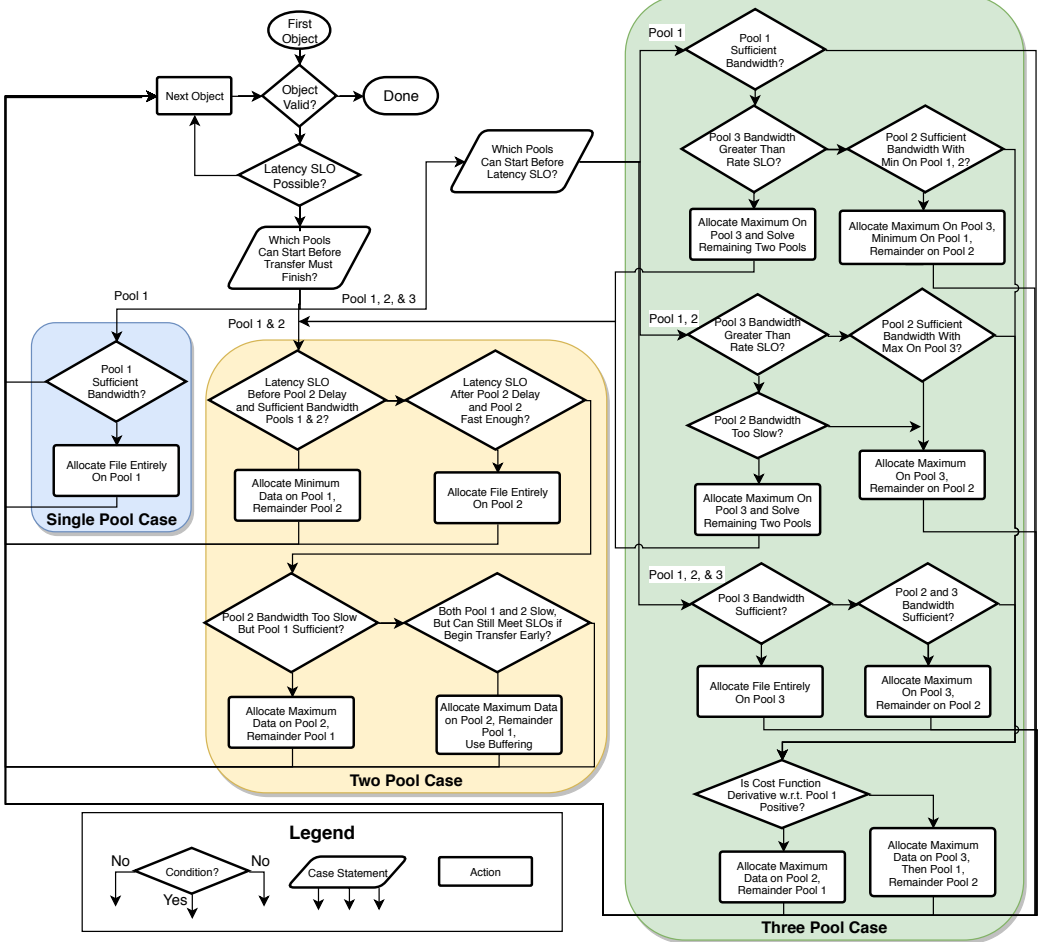 First
Object
Next Object
Object
Valid?
Done
Latency SLO
Possible?
Which Pools
Can Start Before
Transfer Must
Finish?
Which Pools
Can Start Before
Latency SLO?
Pool 1
Pool 1, 2, & 3
Pool 1 & 2
Pool 1
Sufficient
Bandwidth?
Allocate File Entirely
On Pool 1
Single Pool Case
Latency SLO
Before Pool 2 Delay
and Sufficient Bandwidth
Pools 1 & 2?
Latency SLO
After Pool 2 Delay
and Pool 2
Fast Enough?
Allocate Minimum
Data on Pool 1,
Remainder Pool 2
Allocate File Entirely
On Pool 2
Pool 2 Bandwidth Too Slow
But Pool 1 Sufficient?
Both Pool 1 and 2 Slow,
But Can Still Meet SLOs if
Begin Transfer Early?
Allocate Maximum
Data on Pool 2,
Remainder Pool 1
Allocate Maximum Data
on Pool 2, Remainder
Pool 1,
Use Buffering
Two Pool Case
Pool 1
Pool 1
Sufficient
Bandwidth?
Pool 3 Bandwidth
Greater Than
Rate SLO?
Pool 2 Sufficient
Bandwidth With
Min On Pool 1, 2?
Allocate Maximum On
Pool 3 and Solve
Remaining Two Pools
Allocate Maximum On Pool 3,
Minimum On Pool 1,
Remainder on Pool 2
Pool 1, 2
Pool 3 Bandwidth
Greater Than
Rate SLO?
Pool 2 Sufficient
Bandwidth With
Max On Pool 3?
Pool 2 Bandwidth
Too Slow?
Allocate Maximum
On Pool 3,
Remainder on Pool 2
Allocate Maximum On
Pool 3 and Solve
Remaining Two Pools
Pool 1, 2, & 3
Pool 3 Bandwidth
Sufficient?
Pool 2 and 3
Bandwidth
Sufficient?
Allocate File Entirely
On Pool 3
Allocate Maximum
On Pool 3,
Remainder on Pool 2
Is Cost Function
Derivative w.r.t. Pool 1
Positive?
Allocate Maximum
Data on Pool 2,
Remainder Pool 1
Allocate Maximum
Data on Pool 3,
Then Pool 1,
Remainder Pool 2
Three Pool Case
Legend
No
Condition?
No
Yes
Case Statement
Action